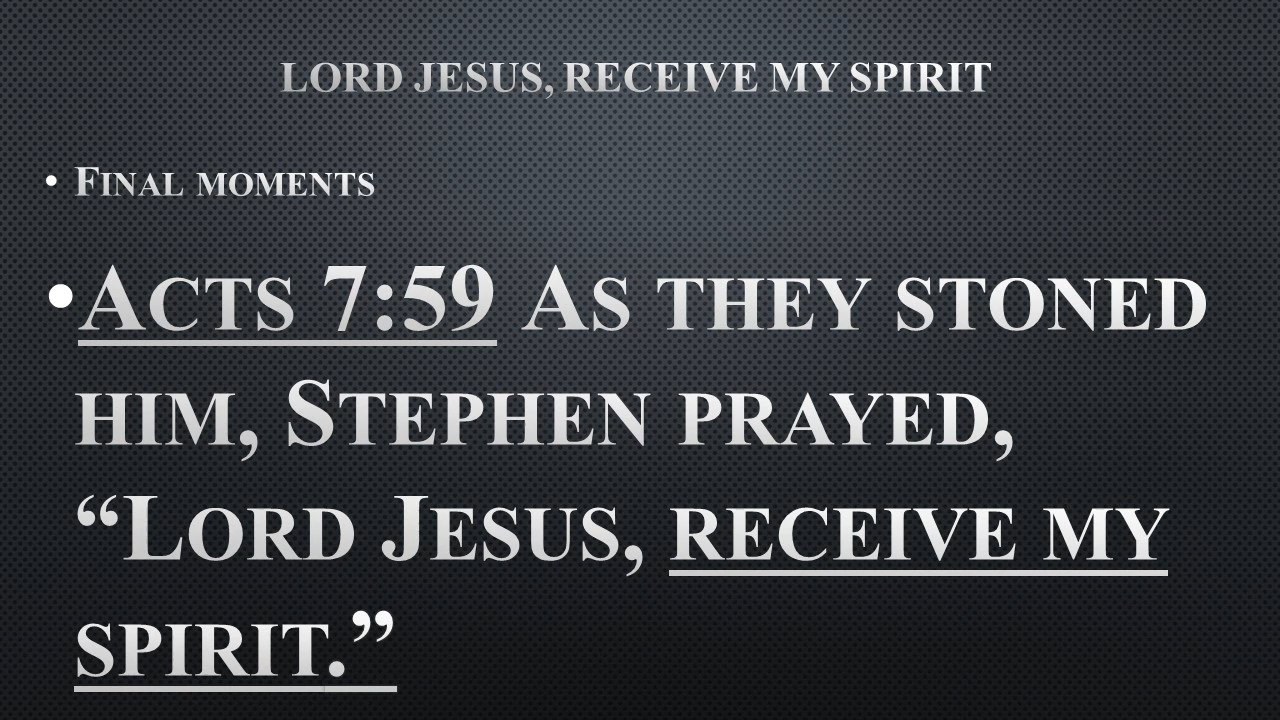 LORD JESUS, RECEIVE MY SPIRIT
• Final moments
• Acts 7:59 As they stoned
him, Stephen prayed,
“Lord Jesus, receive my
spirit.”